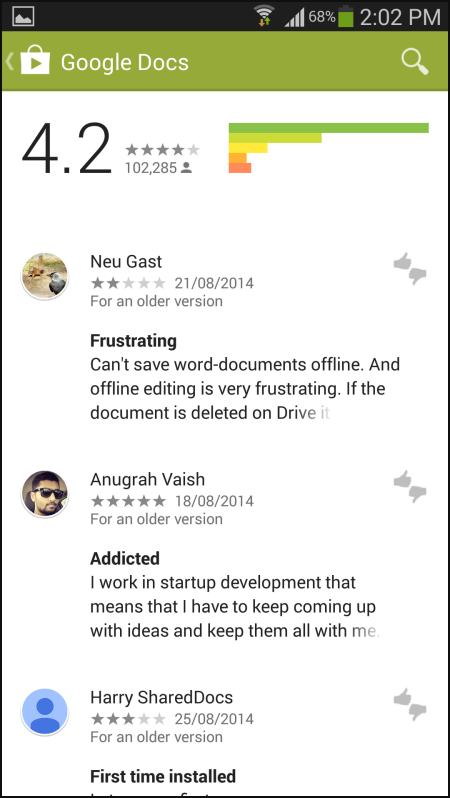 68% 2:02 PM
Google Docs
4.2
102,285
Neu Gast
21/08/2014
For an older version
Frustrating
Can't save word-documents offline. And
offline editing is very frustrating. If the
document is deleted on Drive it
Anugrah Vaish
18/08/2014
For an older version
Addicted
I work in startup development that
means that I have to keep coming up
with ideas and keep them all with me.
Harry SharedDocs
25/08/2014
For an older version
First time installed